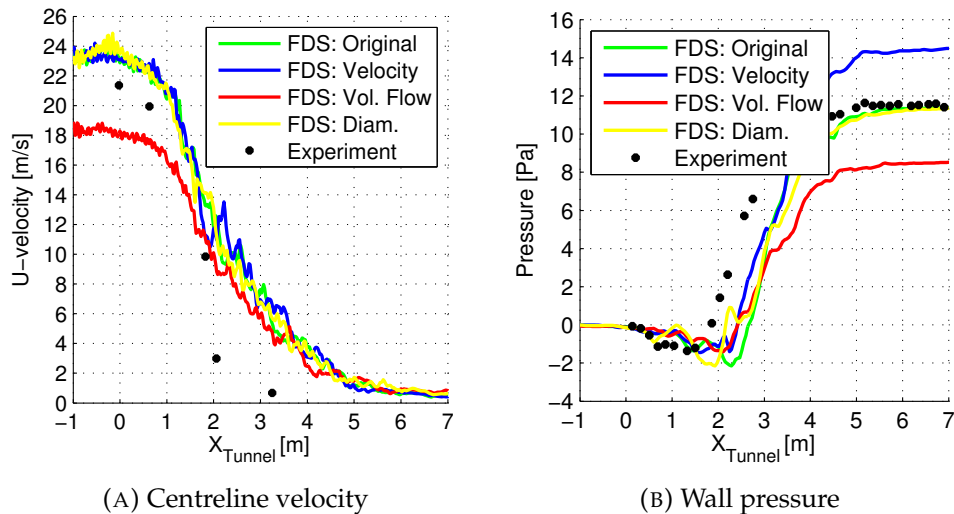 26
24
22
20
18
16
14
12
10
8
6
4
2
0
U−velocity [m/s]
−1 0 1 2 3 4 5 6 7
X_Tunnel [m]
FDS: Original
FDS: Velocity
FDS: Vol. Flow
FDS: Diam.
Experiment
(A) Centreline velocity
16
14
12
10
8
6
4
2
0
−2
−4
Pressure [Pa]
−1 0 1 2 3 4 5 6 7
X_Tunnel [m]
FDS: Original
FDS: Velocity
FDS: Vol. Flow
FDS: Diam.
Experiment
(B) Wall pressure